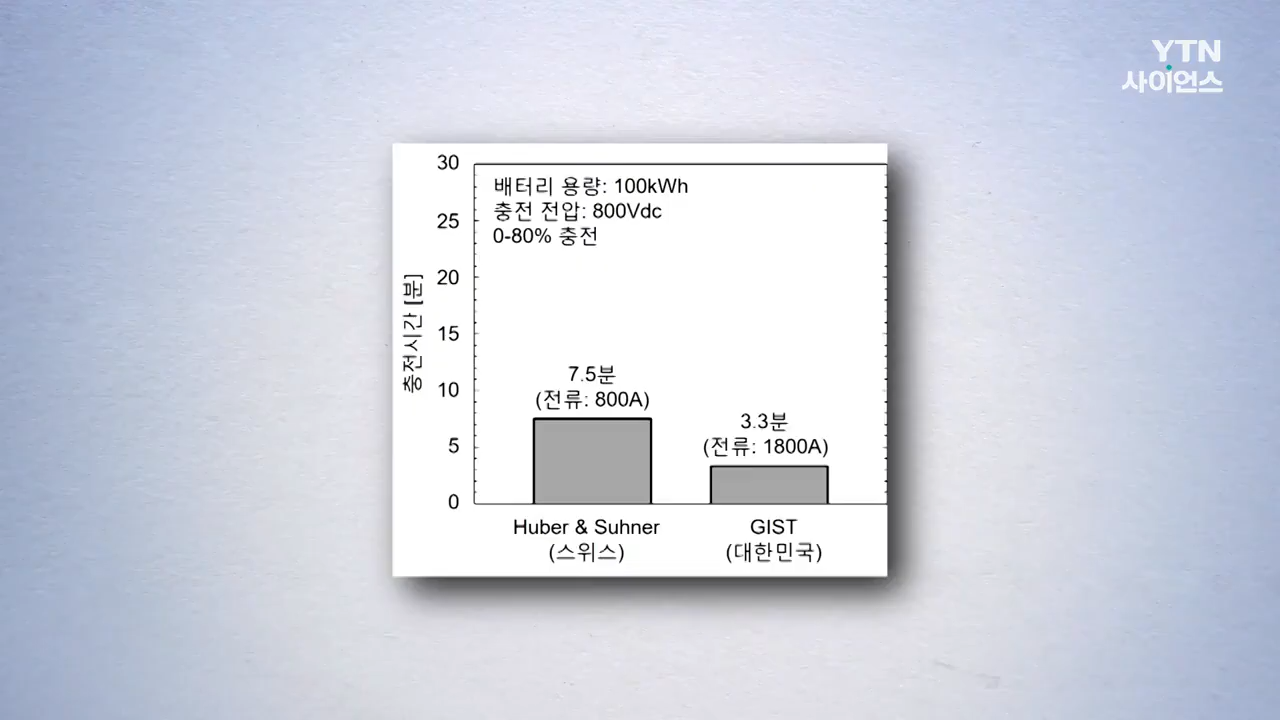 YTN
사이언스
30
배터리 용량: 100kWh
충전 전압: 800Vdc
0-80% 충전
25
20
15
10
5
0
충전시간 [분]
7.5분
(전류: 800A)
3.3분
(전류: 1800A)
Huber & Suhner
(스위스)
GIST
(대한민국)